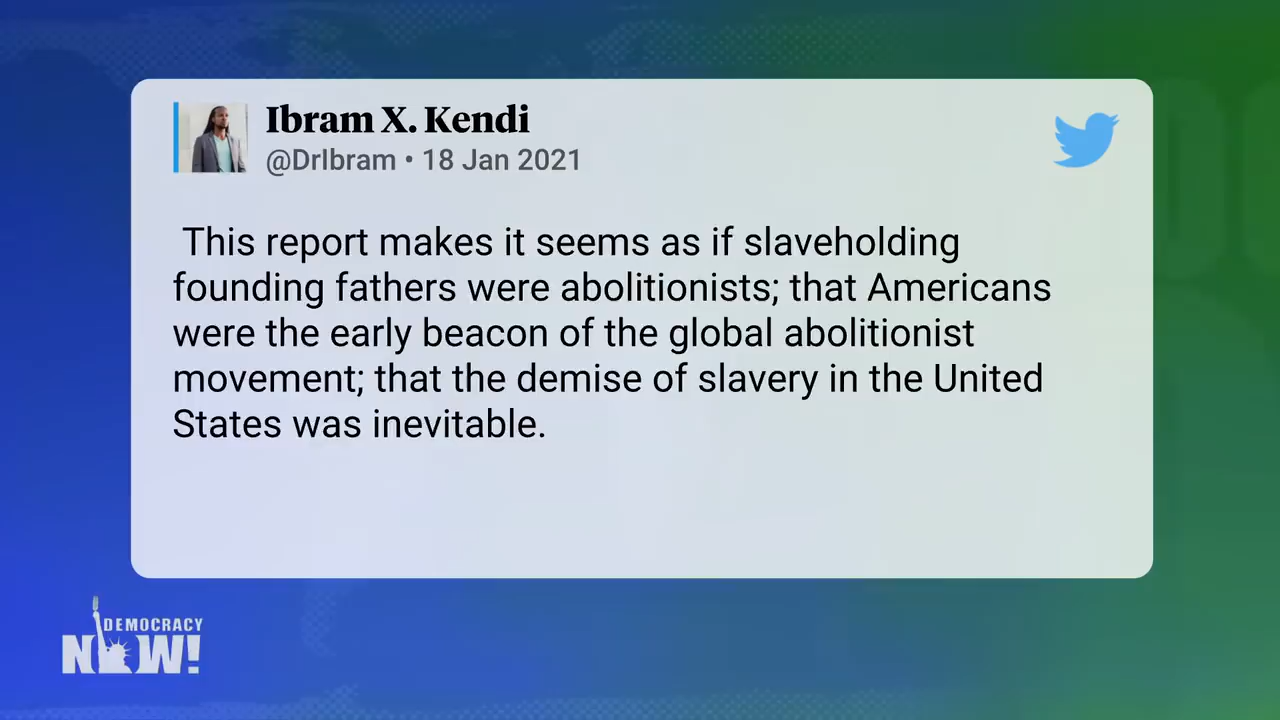 Ibram X. Kendi
@DrIbram • 18 Jan 2021
This report makes it seems as if slaveholding
founding fathers were abolitionists; that Americans
were the early beacon of the global abolitionist
movement; that the demise of slavery in the United
States was inevitable.
DEMOCRACY
NOW!